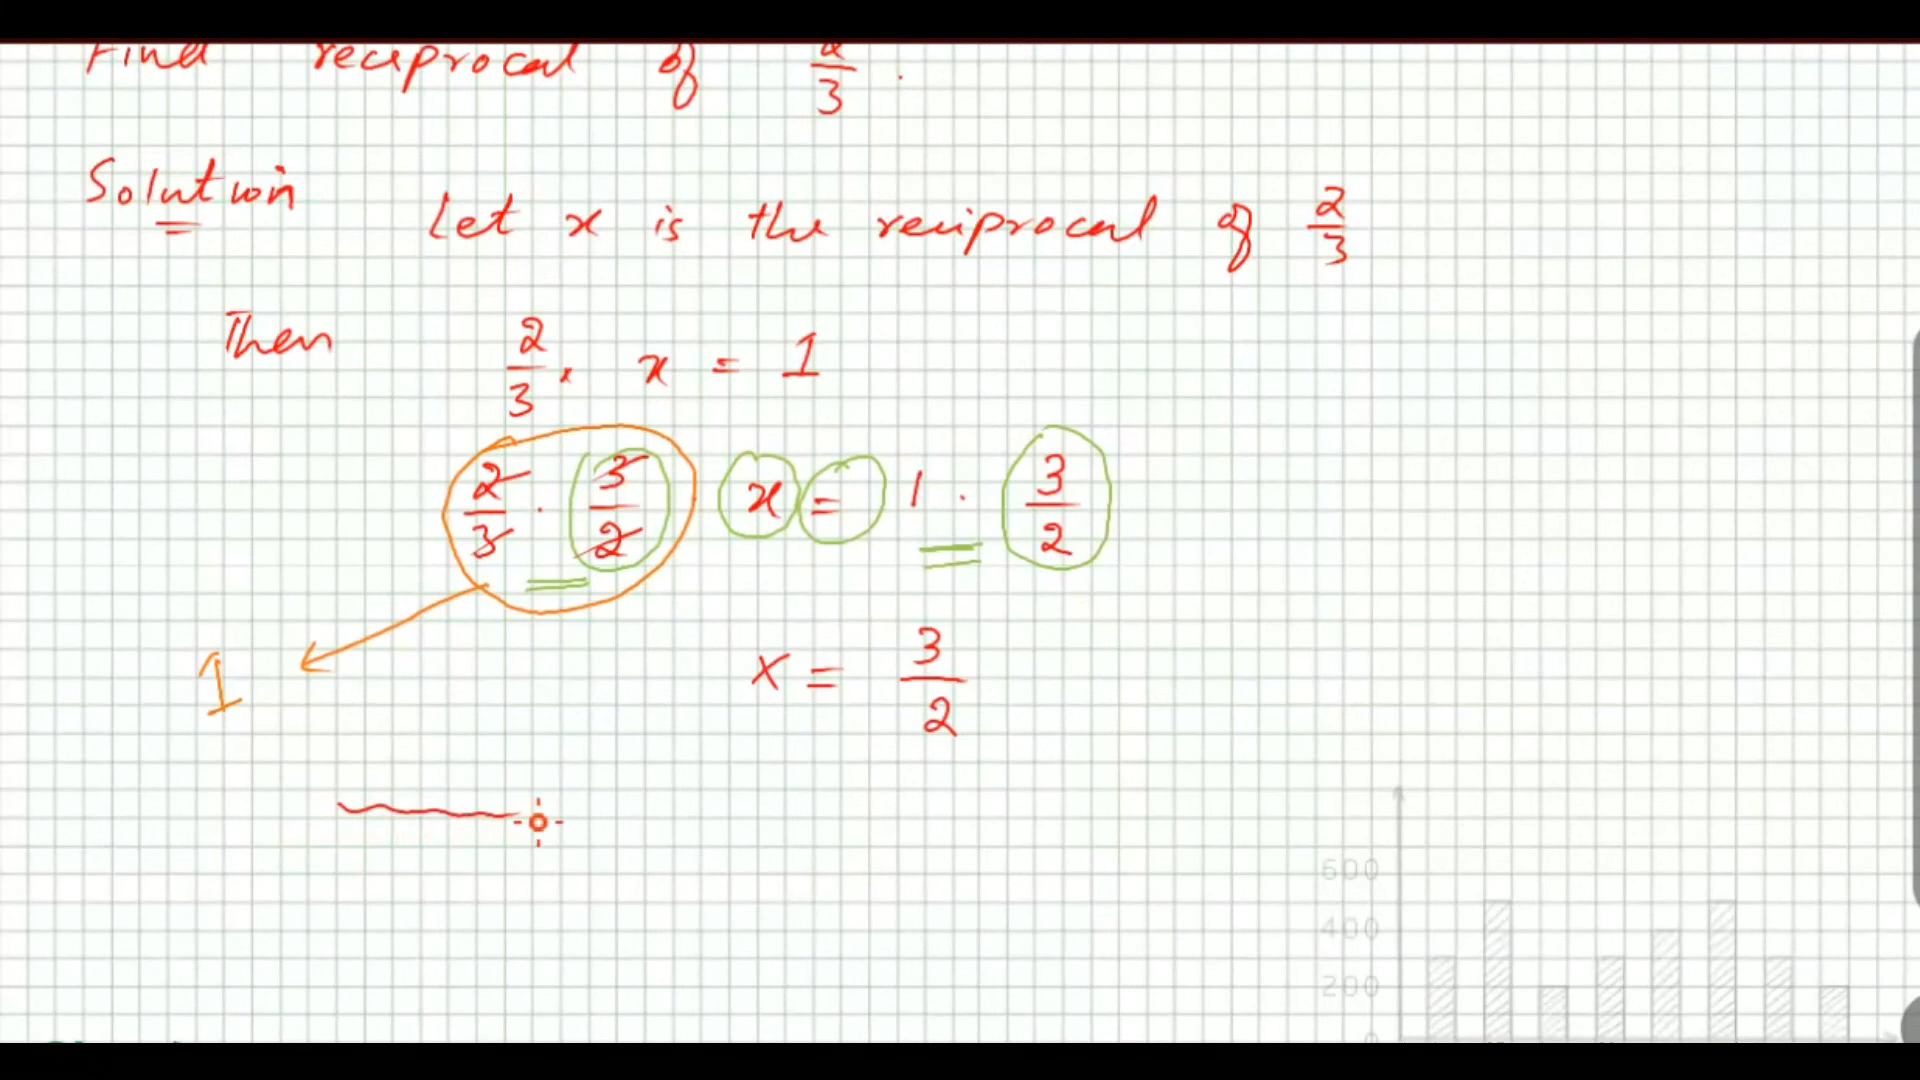 Find reciprocal of 2/3 .
Solution Let x is the reciprocal of 2/3
Then 2/3 . x = 1
2/3 . 3/2 x = 1 . 3/2
1
x = 3/2
600
400
200
0